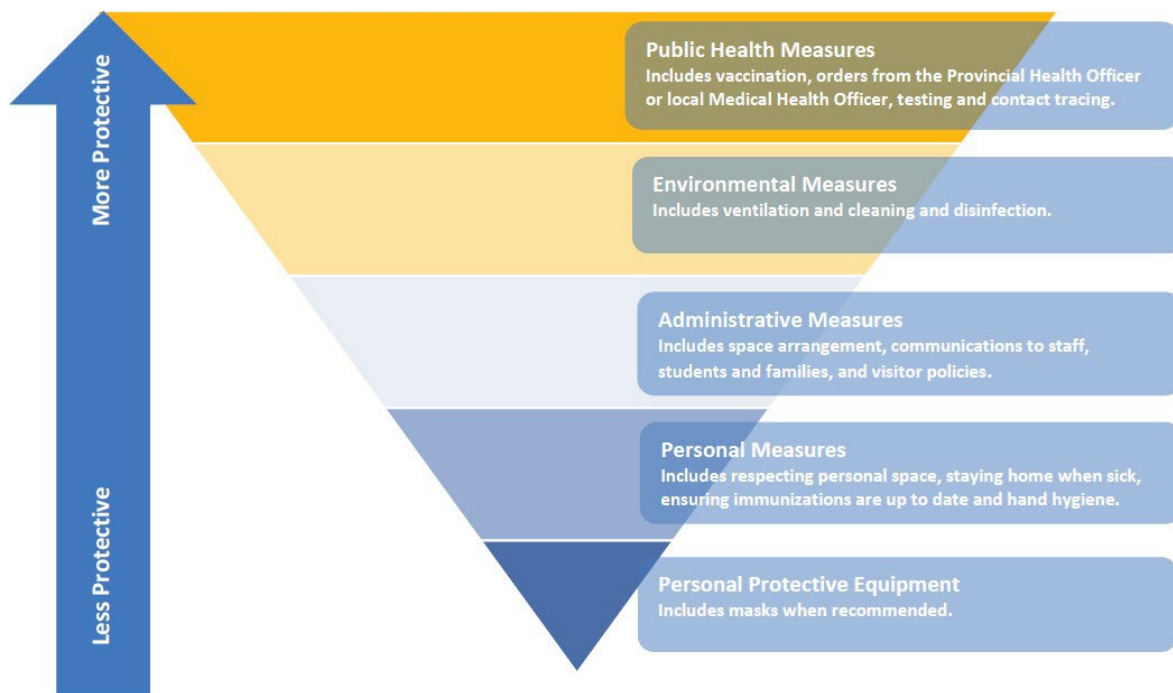 More Protective
Less Protective
Public Health Measures
Includes vaccination, orders from the Provincial Health Officer
or local Medical Health Officer, testing and contact tracing.
Environmental Measures
Includes ventilation and cleaning and disinfection.
Administrative Measures
Includes space arrangement, communications to staff,
students and families, and visitor policies.
Personal Measures
Includes respecting personal space, staying home when sick,
ensuring immunizations are up to date and hand hygiene.
Personal Protective Equipment
Includes masks when recommended.